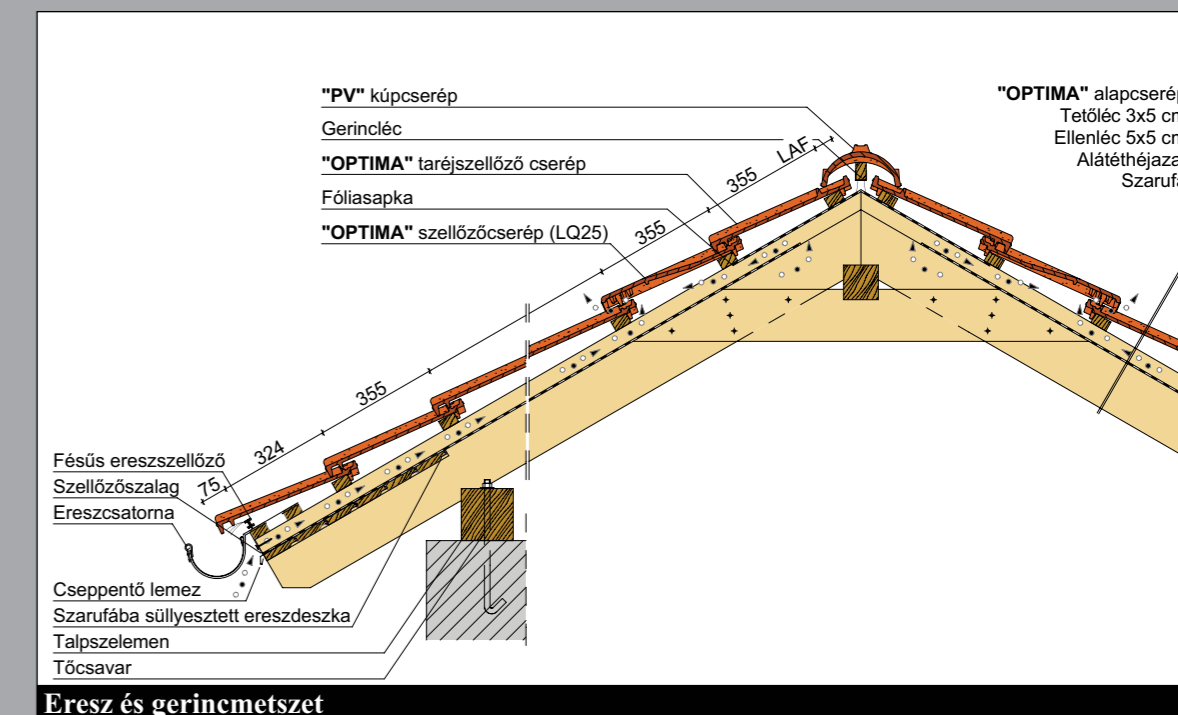 "PV" kúpcserép
Gerincléc
"OPTIMA" taréjszellőző cserép
Fóliasapka
"OPTIMA" szellőzőcserép (LQ25)
"OPTIMA" alapcserép
Tetőléc 3x5 cm
Ellenléc 5x5 cm
Alátéthéjaza
Szarufa
LAF
355
355
355
324
75
Fésűs ereszszellőző
Szellőzőszalag
Ereszcsatorna
Cseppentő lemez
Szarufába süllyesztett ereszdeszka
Talpszelemen
Tőcsavar
Eresz és gerincmetszet